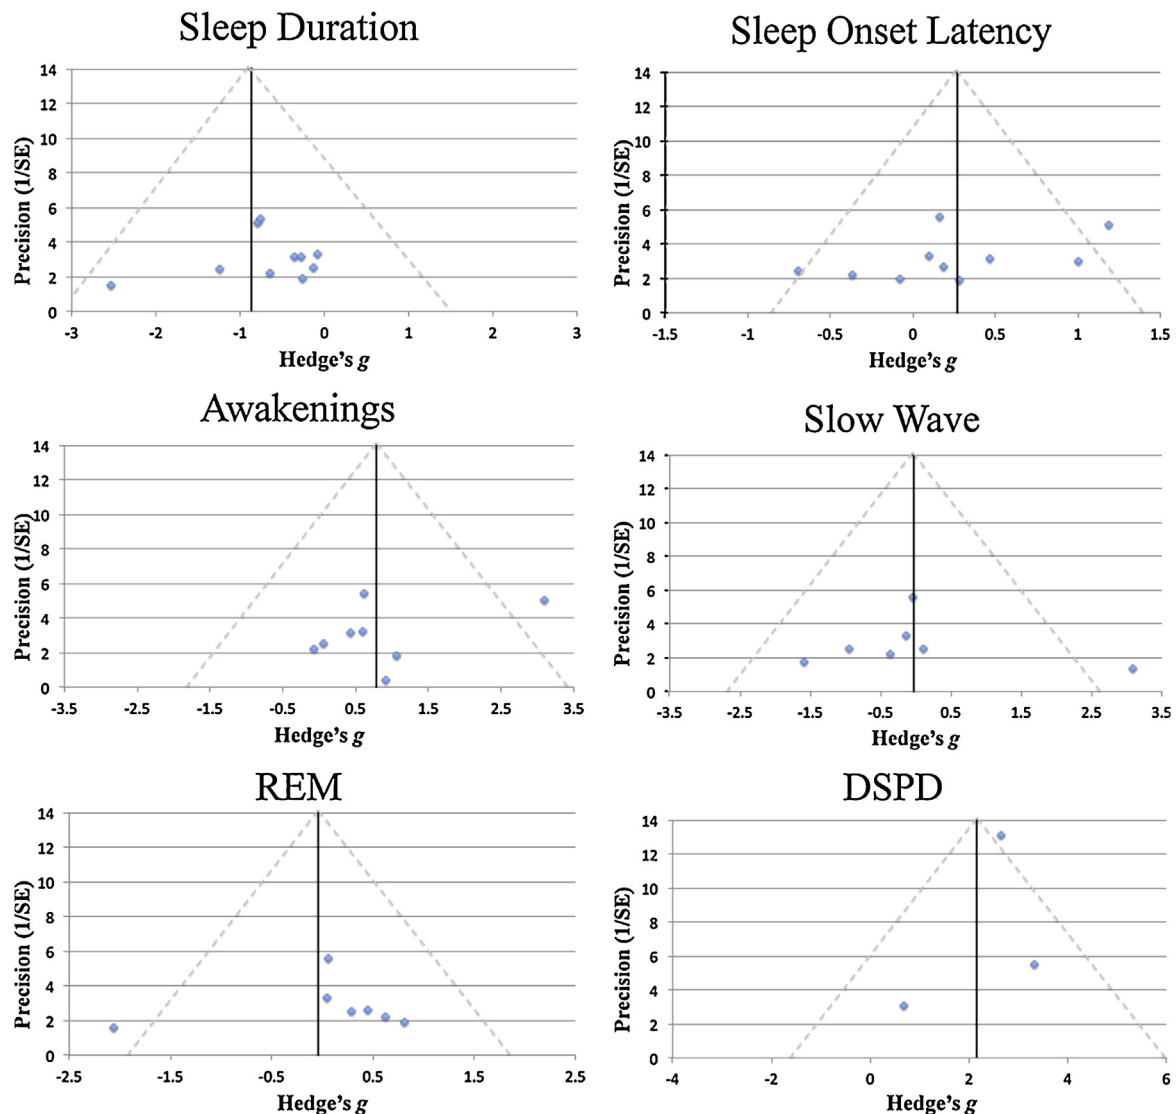 Sleep Duration
Precision (1/SE)
14
12
10
8
6
4
2
0
-3 -2 -1 0 1 2 3
Hedge's g
Sleep Onset Latency
Precision (1/SE)
14
12
10
8
6
4
2
0
-1.5 -1 -0.5 0 0.5 1 1.5
Hedge's g
Awakenings
Precision (1/SE)
14
12
10
8
6
4
2
0
-3.5 -2.5 -1.5 -0.5 0.5 1.5 2.5 3.5
Hedge's g
Slow Wave
Precision (1/SE)
14
12
10
8
6
4
2
0
-3.5 -2.5 -1.5 -0.5 0.5 1.5 2.5 3.5
Hedge's g
REM
Precision (1/SE)
14
12
10
8
6
4
2
0
-2.5 -1.5 -0.5 0.5 1.5 2.5
Hedge's g
DSPD
Precision (1/SE)
14
12
10
8
6
4
2
0
-4 -2 0 2 4 6
Hedge's g